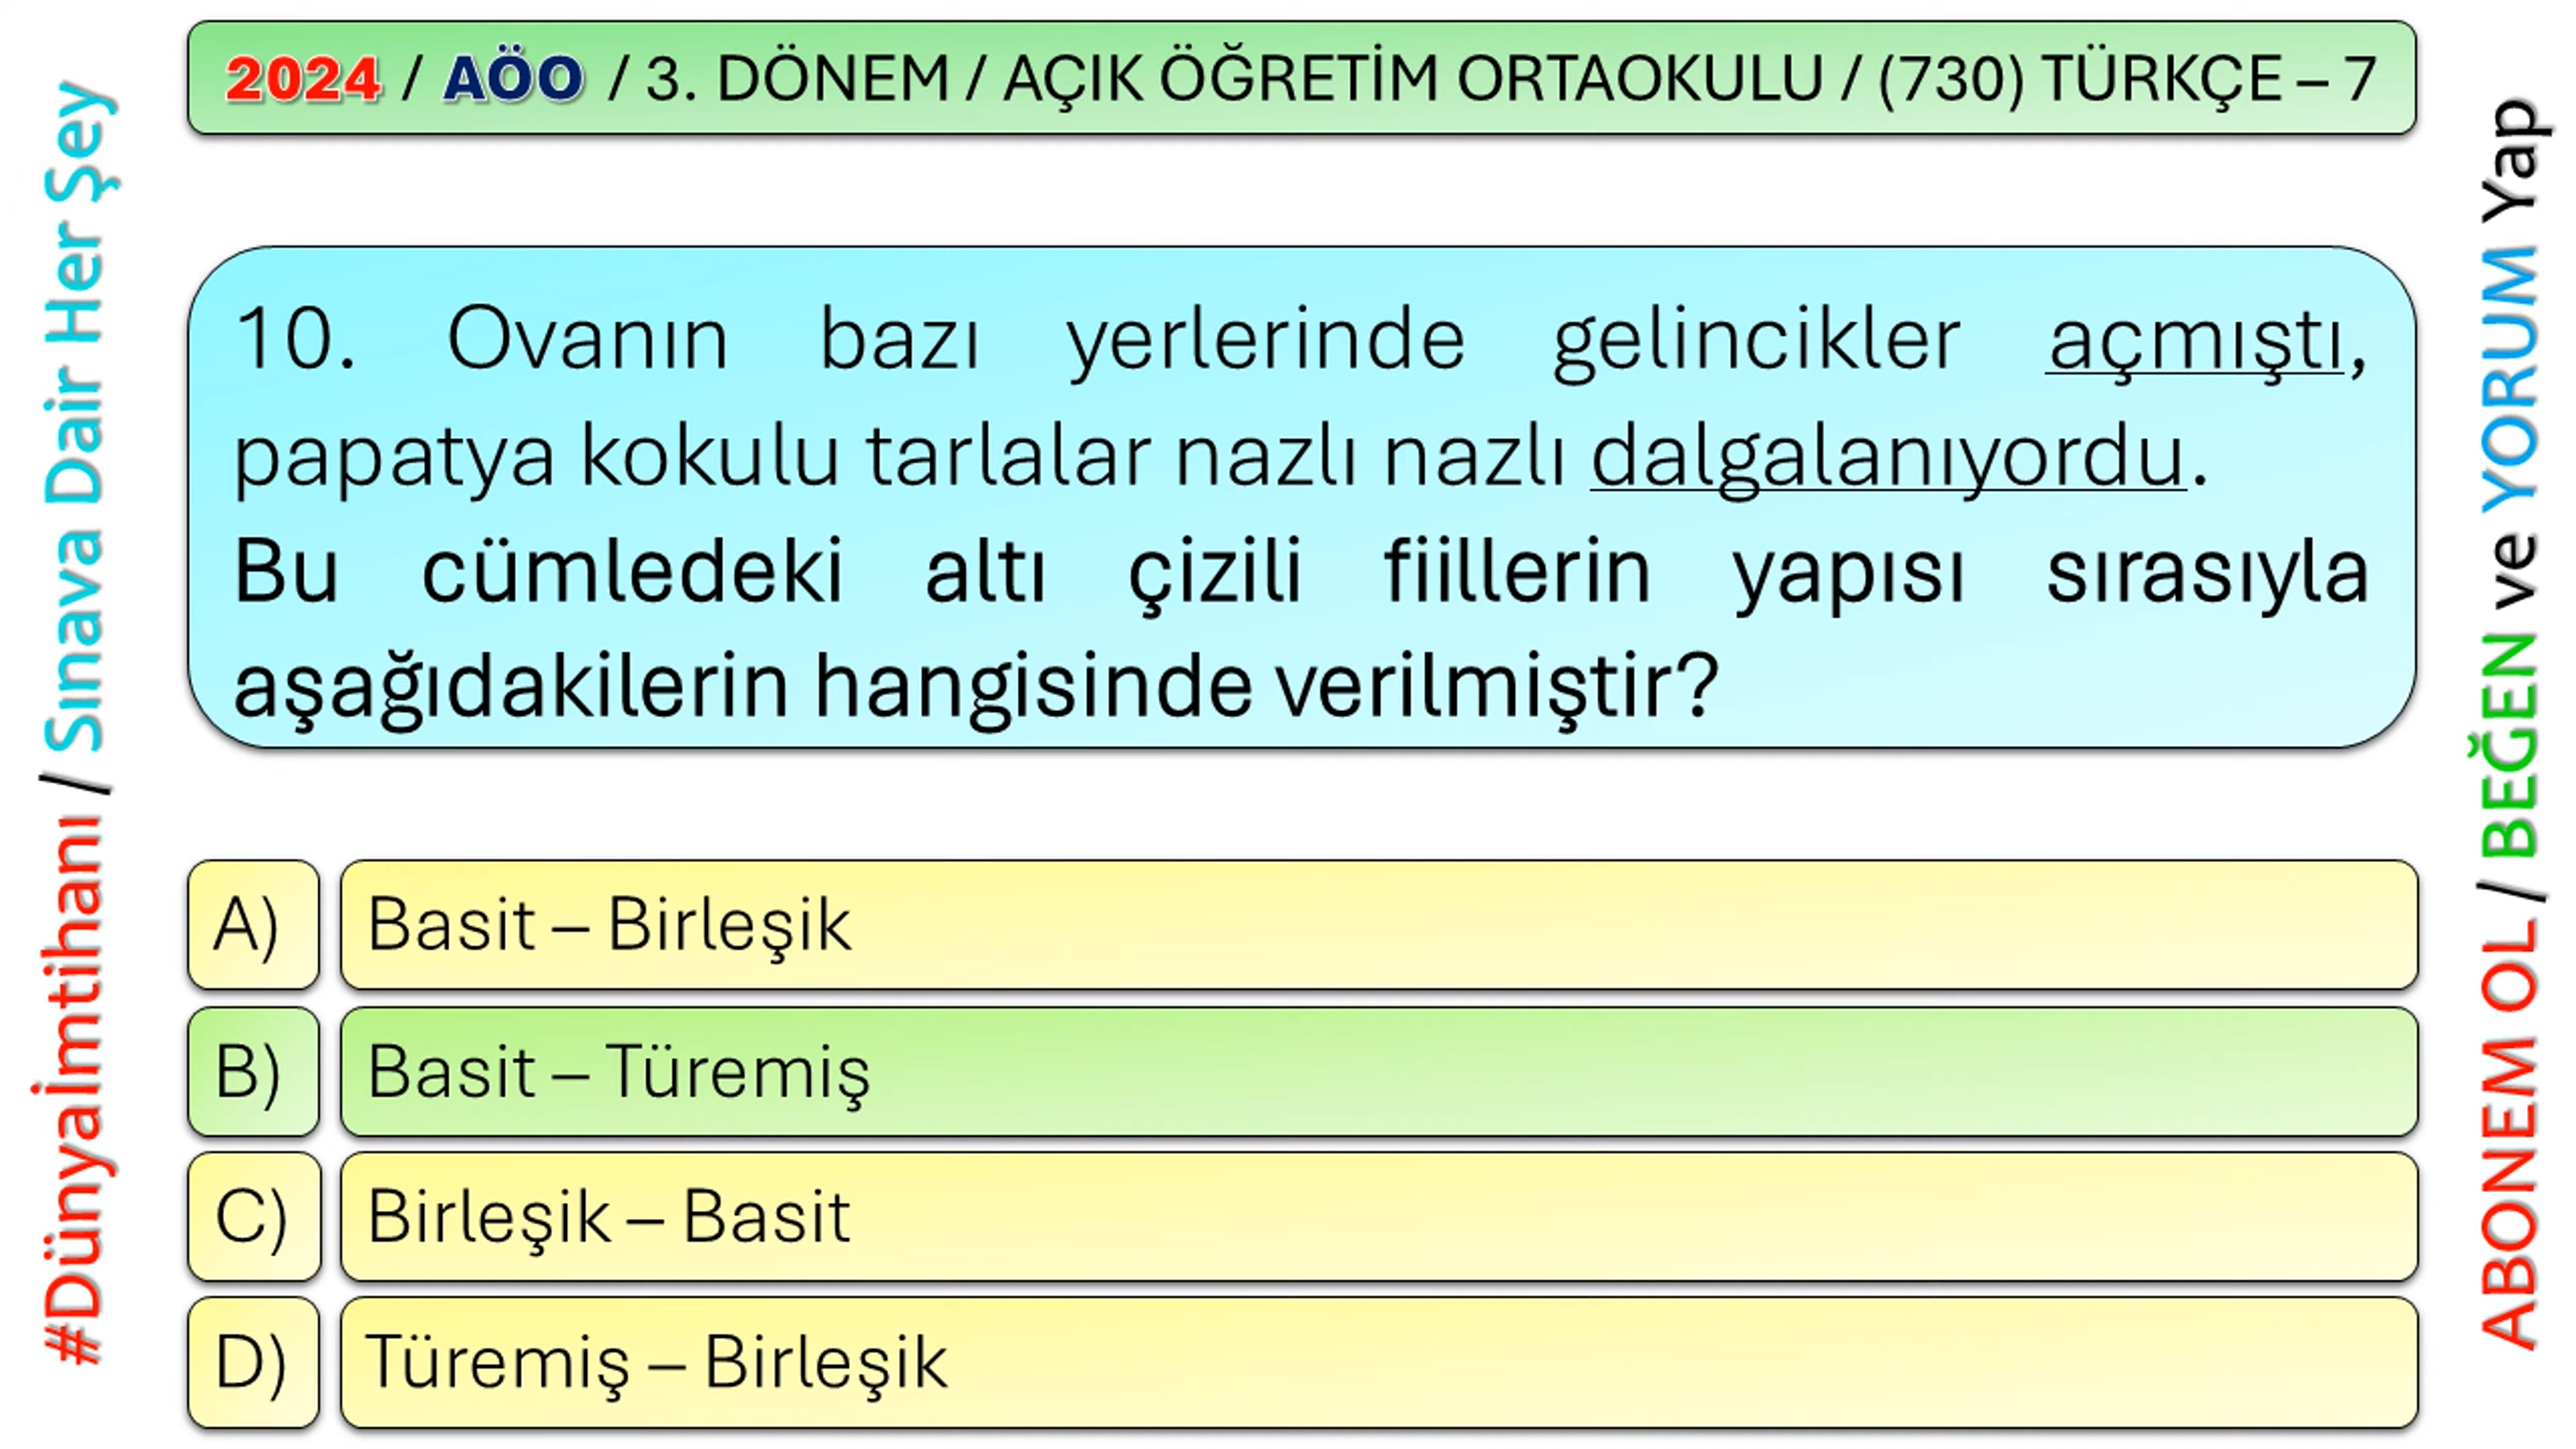 2024 / AÖO / 3. DÖNEM / AÇIK ÖĞRETİM ORTAOKULU / (730) TÜRKÇE – 7
#Dünyaİmtihanı / Sınava Dair Her Şey
10. Ovanın bazı yerlerinde gelincikler açmıştı,
papatya kokulu tarlalar nazlı nazlı dalgalanıyordu.
Bu cümledeki altı çizili fiillerin yapısı sırasıyla
aşağıdakilerin hangisinde verilmiştir?
A) Basit – Birleşik
B) Basit – Türemiş
C) Birleşik – Basit
D) Türemiş – Birleşik
ABONEM OL / BEĞEN ve YORUM Yap